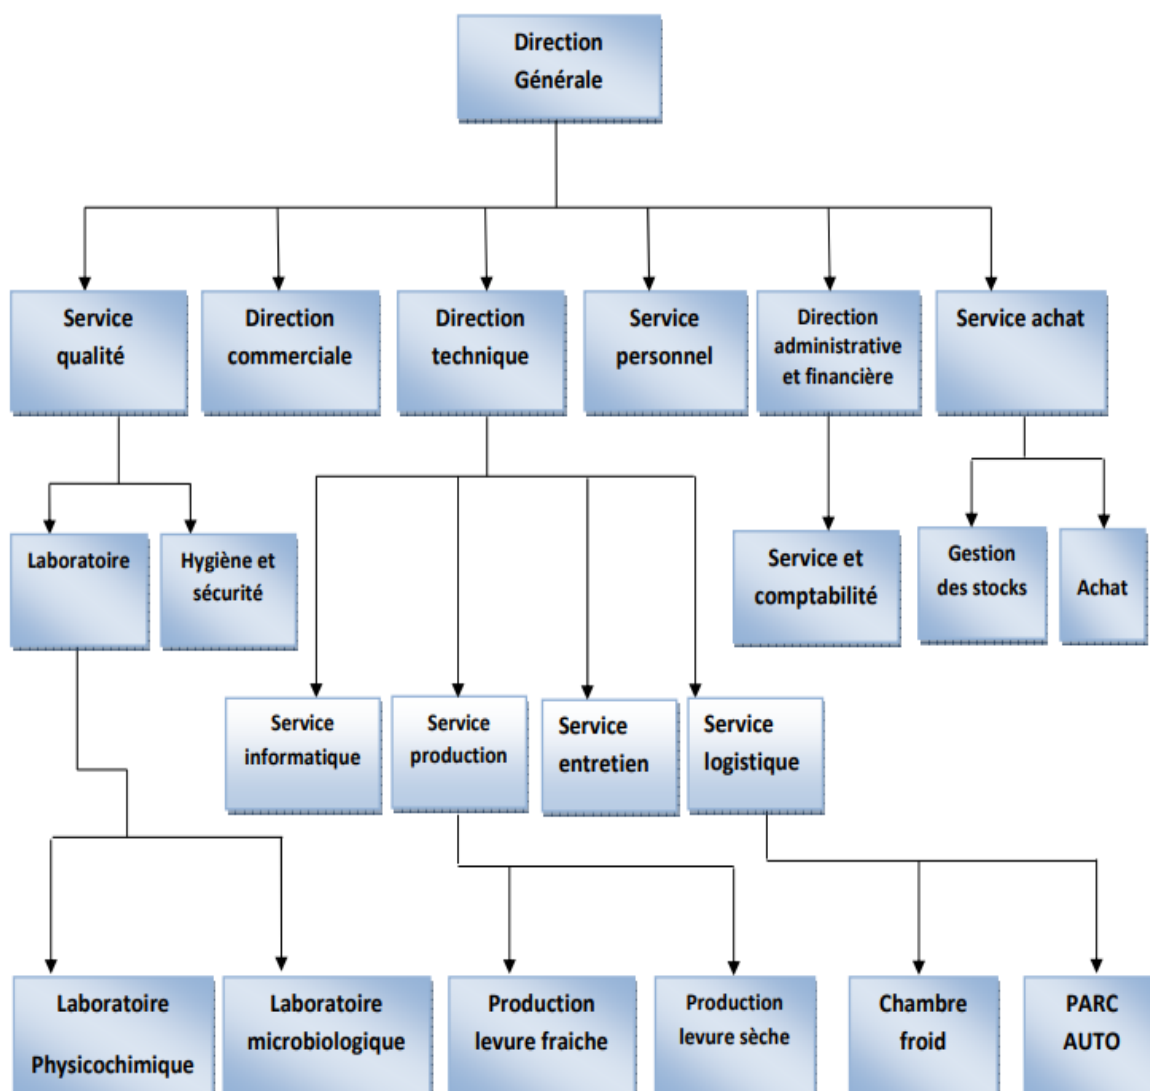 Direction
Générale
Service
qualité
Direction
commerciale
Direction
technique
Service
personnel
Direction
administrative
et financière
Service achat
Laboratoire
Hygiène et
sécurité
Service et
comptabilité
Gestion
des stocks
Achat
Service
informatique
Service
production
Service
entretien
Service
logistique
Laboratoire
Physicochimique
Laboratoire
microbiologique
Production
levure fraiche
Production
levure sèche
Chambre
froid
PARC
AUTO